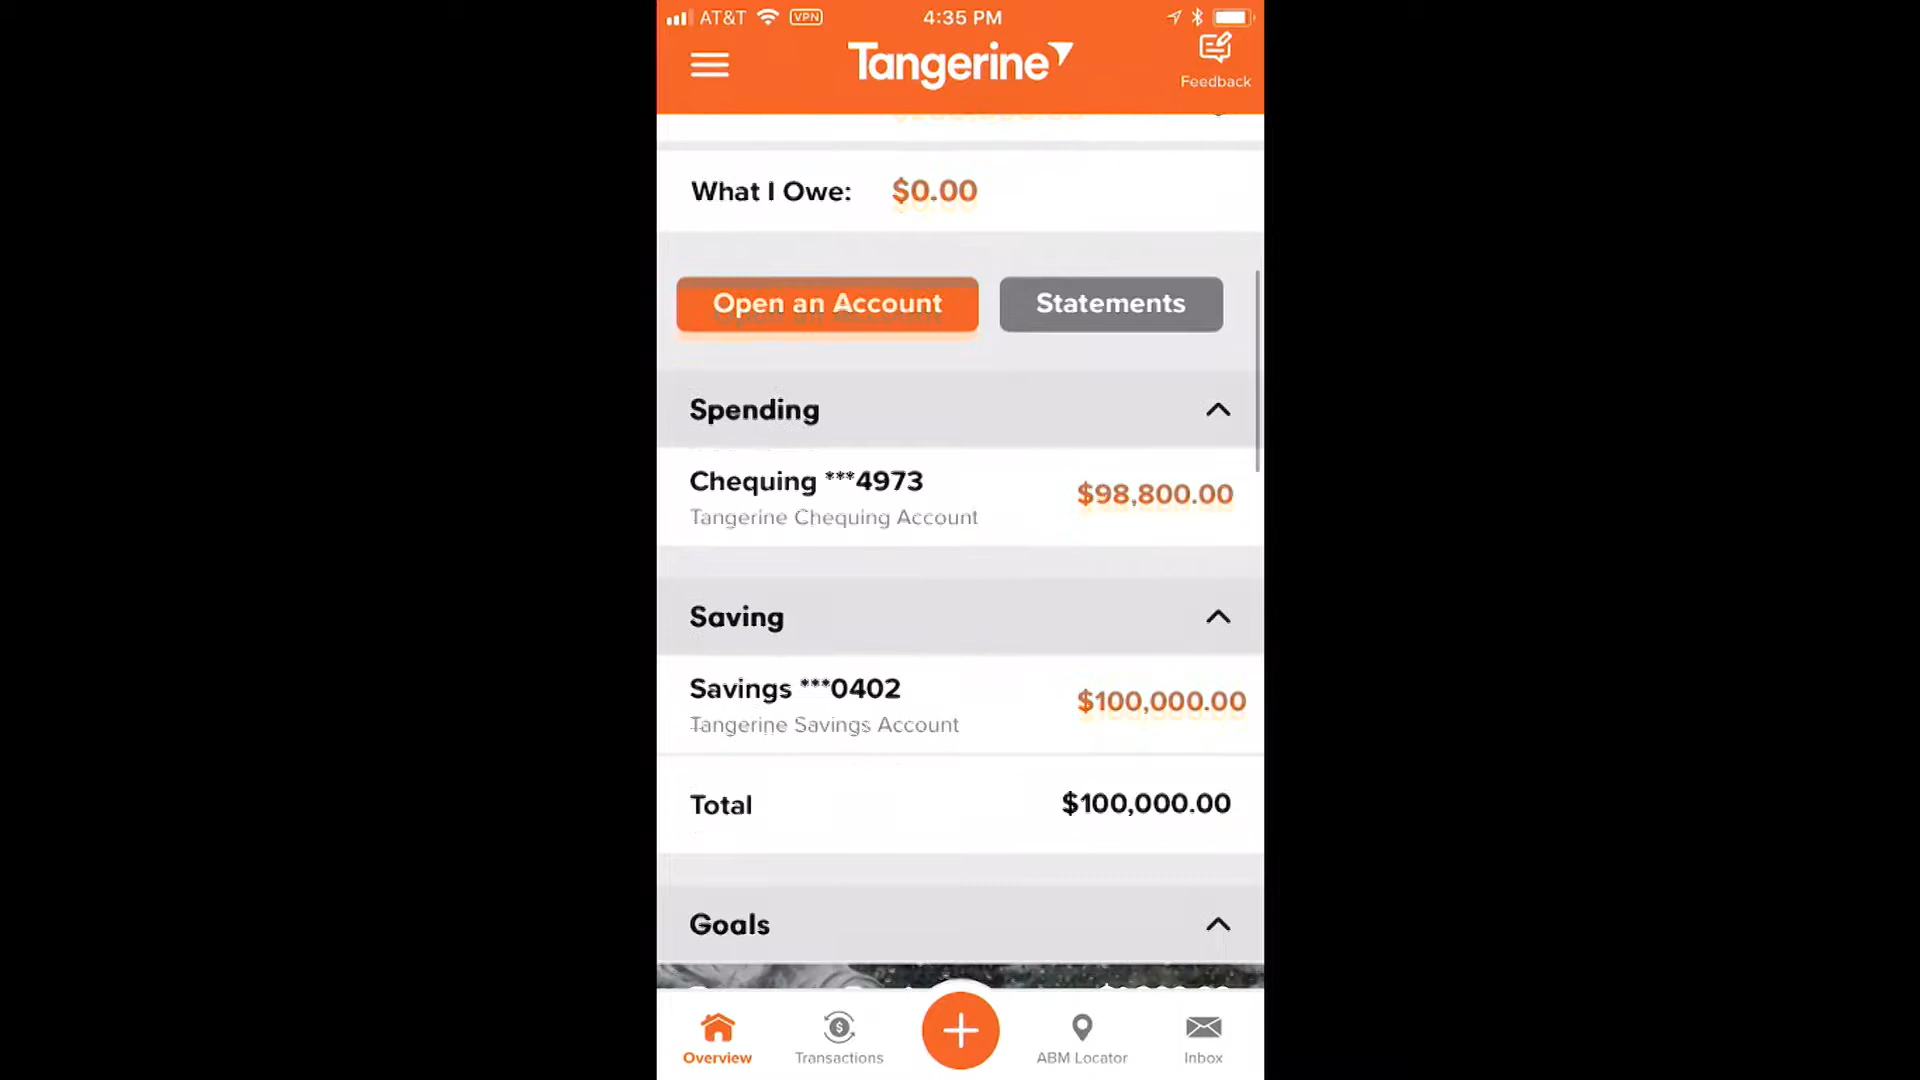 AT&T VPN 4:35 PM
Tangerine
Feedback
What I Owe: $0.00
Open an Account Statements
Spending
Chequing ***4973
$98,800.00
Tangerine Chequing Account
Saving
Savings ***0402
$100,000.00
Tangerine Savings Account
Total $100,000.00
Goals
Overview Transactions ABM Locator Inbox